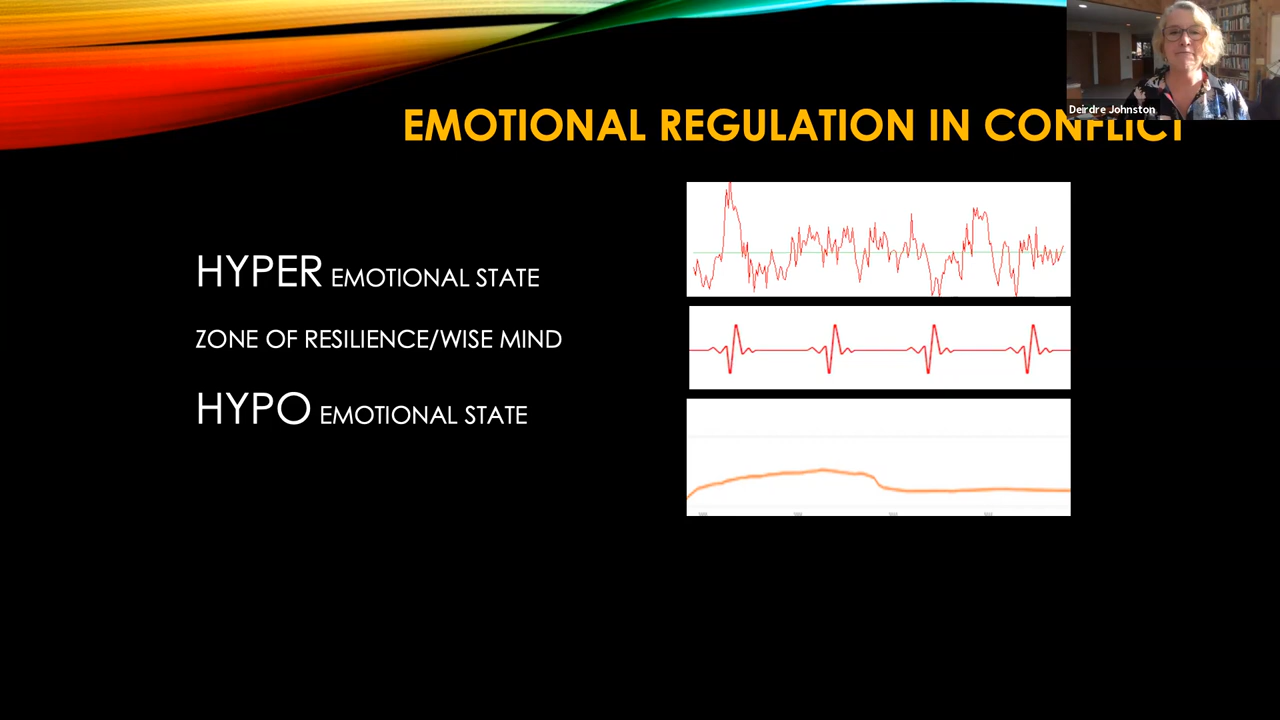 Deirdre Johnston
EMOTIONAL REGULATION IN CONFLICT
HYPER EMOTIONAL STATE
ZONE OF RESILIENCE/WISE MIND
HYPO EMOTIONAL STATE